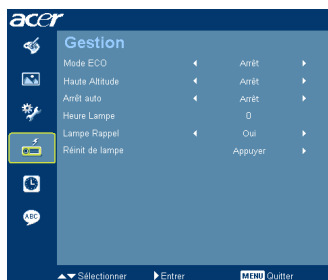 acer
Gestion
Mode ECO Arrêt
Haute Altitude Arrêt
Arrêt auto Arrêt
Heure Lampe 0
Lampe Rappel Oui
Réinit de lampe Appuyer
ABC
Sélectionner Entrer MENU Quitter